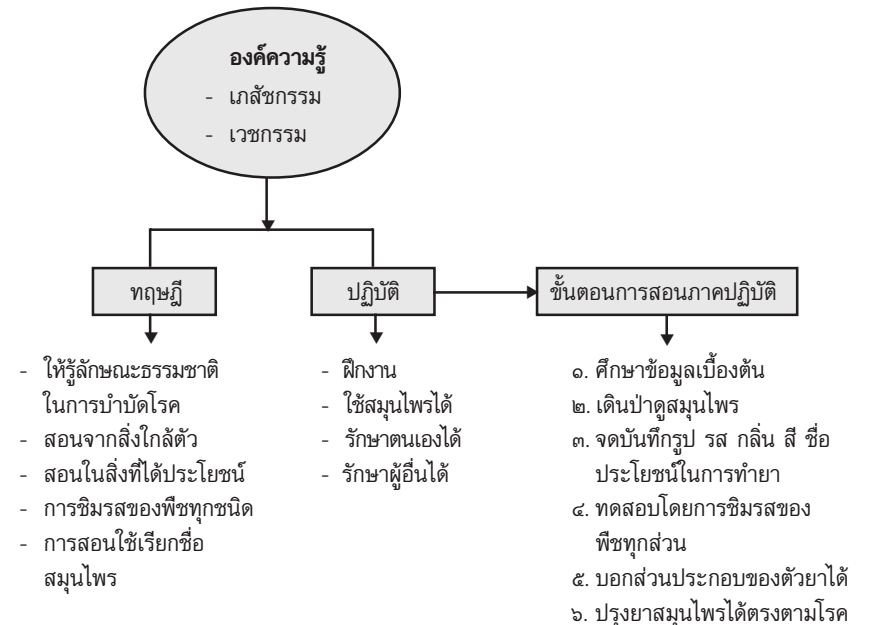 องค์ความรู้
- เภสัชกรรม
- เวชกรรม
ทฤษฎี
ปฏิบัติ
ขั้นตอนการสอนภาคปฏิบัติ
- ให้รู้ลักษณะธรรมชาติ
ในการบำบัดโรค
- สอนจากสิ่งใกล้ตัว
- สอนในสิ่งที่ได้ประโยชน์
- การชิมรสของพืชทุกชนิด
- การสอนใช้เรียกชื่อ
สมุนไพร
- ฝึกงาน
- ใช้สมุนไพรได้
- รักษาตนเองได้
- รักษาผู้อื่นได้
๑. ศึกษาข้อมูลเบื้องต้น
๒. เดินป่าดูสมุนไพร
๓. จดบันทึกรูป รส กลิ่น สี ชื่อ
ประโยชน์ในการทำยา
๔. ทดสอบโดยการชิมรสของ
พืชทุกส่วน
๕. บอกส่วนประกอบของตัวยาได้
๖. ปรุงยาสมุนไพรได้ตรงตามโรค